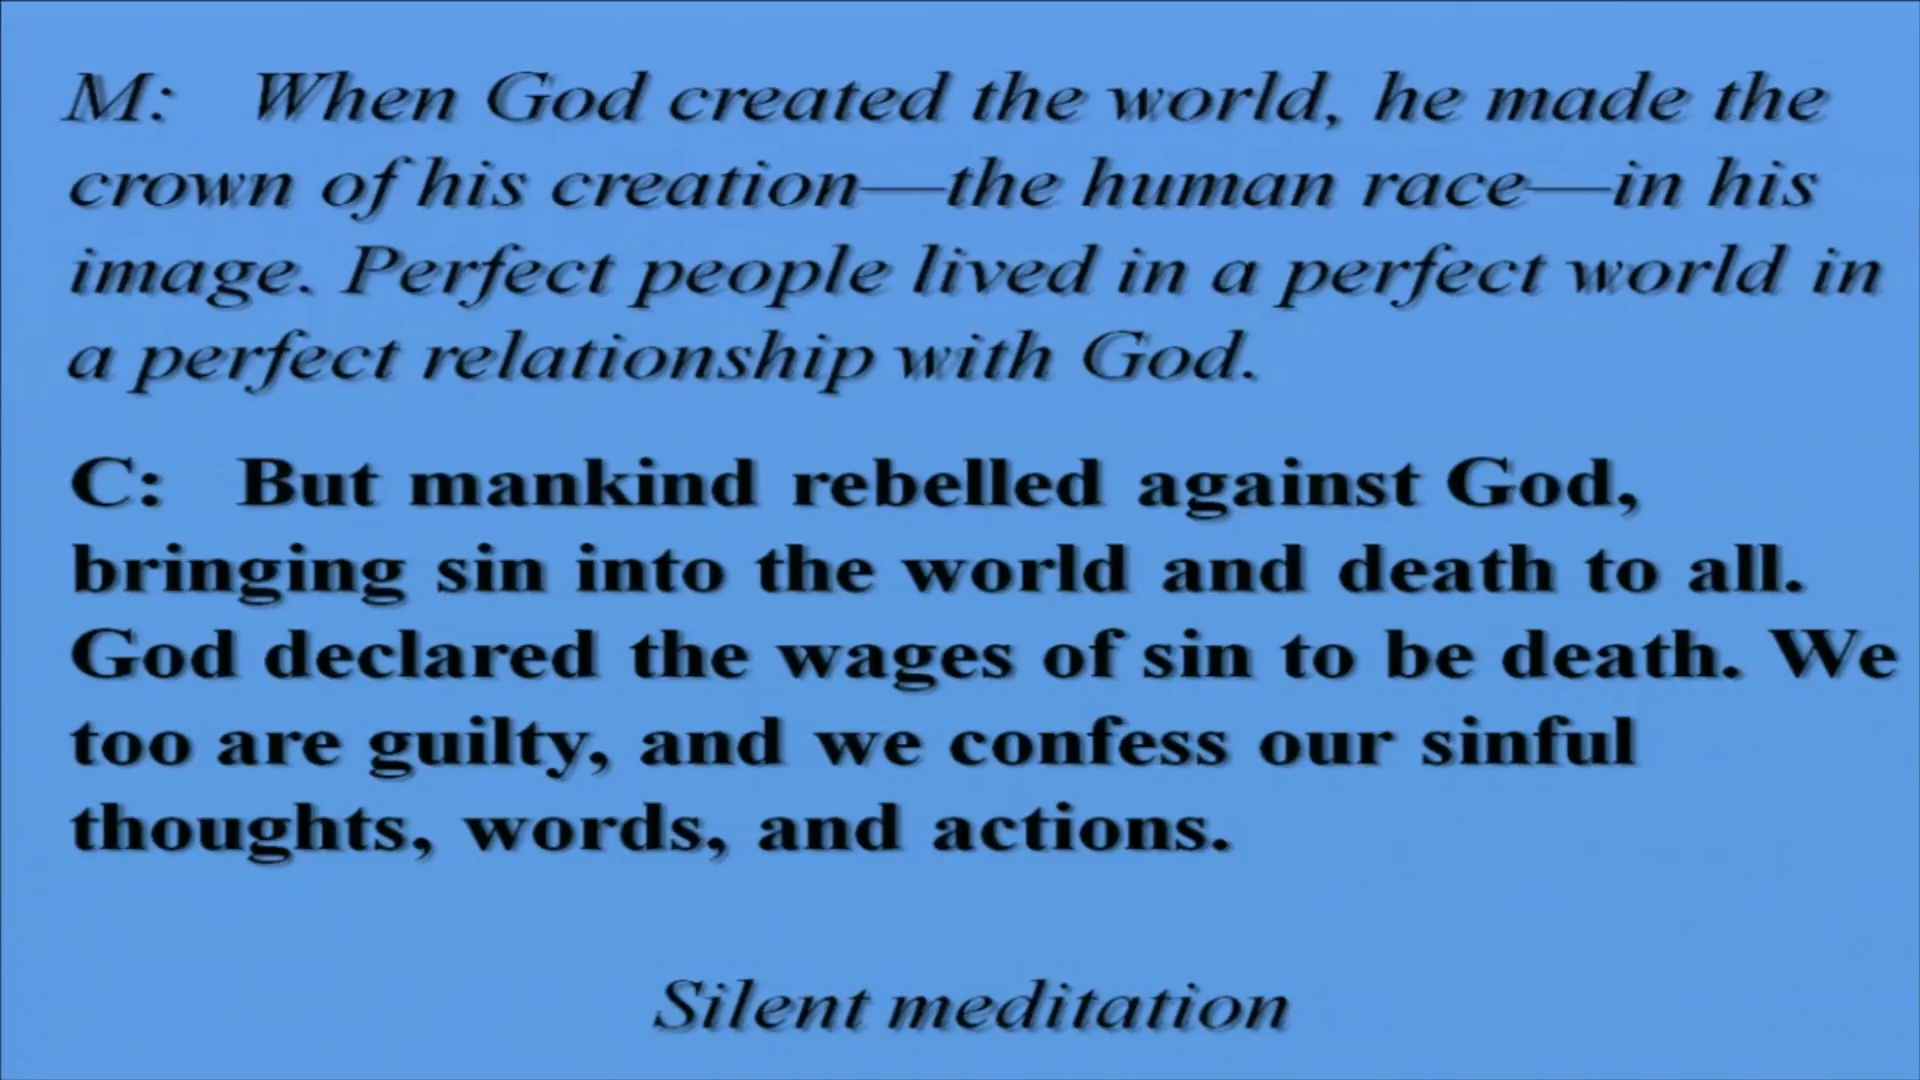 M: When God created the world, he made the
crown of his creation—the human race—in his
image. Perfect people lived in a perfect world in
a perfect relationship with God.
C: But mankind rebelled against God,
bringing sin into the world and death to all.
God declared the wages of sin to be death. We
too are guilty, and we confess our sinful
thoughts, words, and actions.
Silent meditation